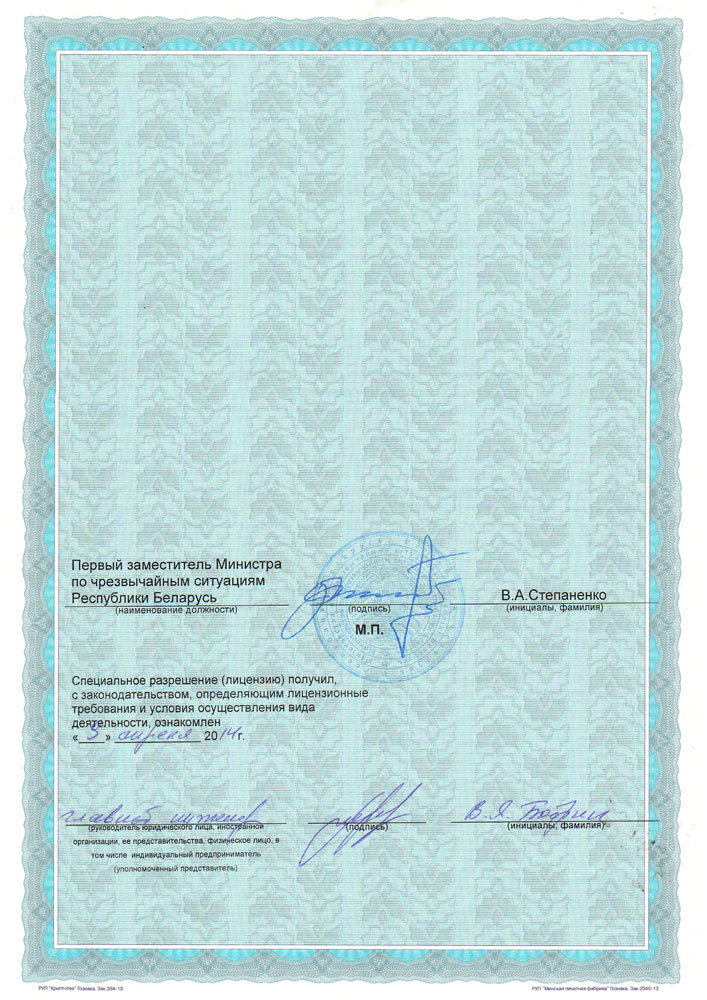 Первый заместитель Министра
по чрезвычайным ситуациям
Республики Беларусь
В.А.Степаненко
(наименование должности)
(подпись)
(инициалы, фамилия)
М.П.
Специальное разрешение (лицензию) получил,
с законодательством, определяющим лицензионные
требования и условия осуществления вида
деятельности, ознакомлен
«3» апреля 2014г.
главный инженер
В.Я.
(руководитель юридического лица, иностранной
(подпись)
(инициалы, фамилия)
организации, ее представительства, физическое лицо, в
том числе индивидуальный предприниматель
(уполномоченный представитель)
РУП "Криптотех" Гознака. Зак.354-13
РУП "Минская печатная фабрика" Гознака. Зак.2345-13